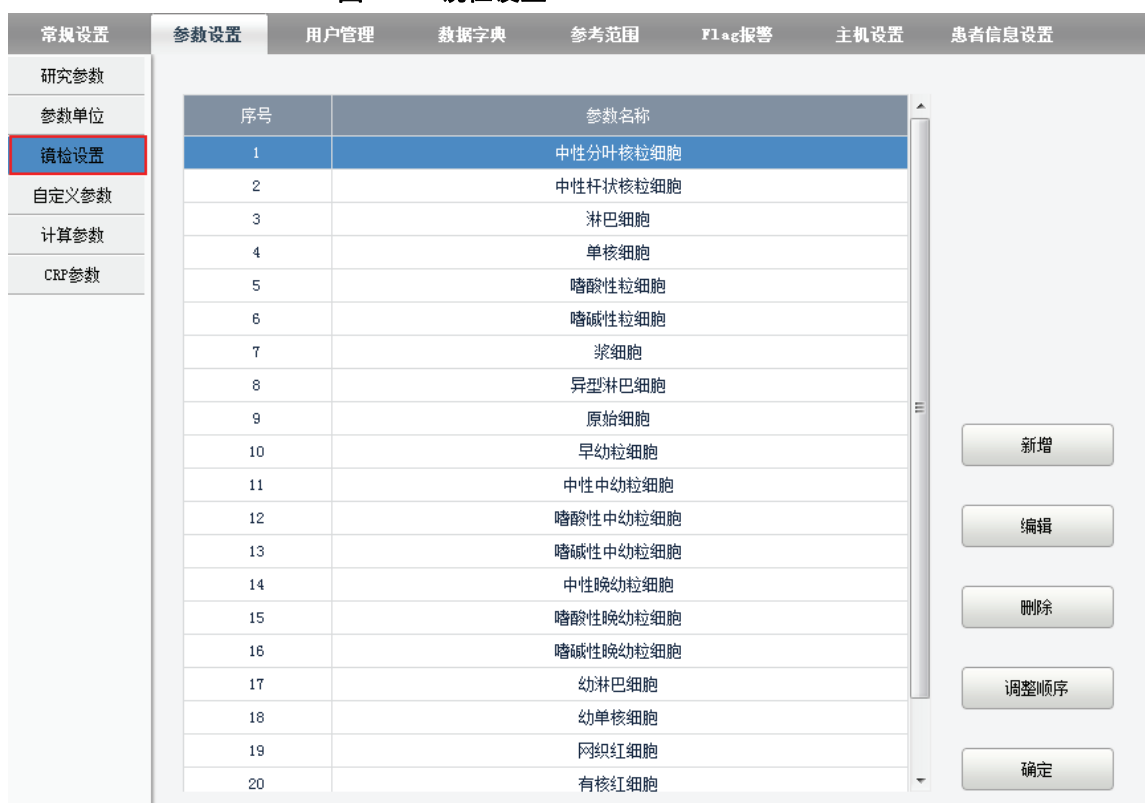 常规设置 参数设置 用户管理 数据字典 参考范围 Flag报警 主机设置 患者信息设置
研究参数
参数单位
镜检设置
自定义参数
计算参数
CRP参数
序号 参数名称
1 中性分叶核粒细胞
2 中性杆状核粒细胞
3 淋巴细胞
4 单核细胞
5 嗜酸性粒细胞
6 嗜碱性粒细胞
7 浆细胞
8 异型淋巴细胞
9 原始细胞
10 早幼粒细胞
11 中性中幼粒细胞
12 嗜酸性中幼粒细胞
13 嗜碱性中幼粒细胞
14 中性晚幼粒细胞
15 嗜酸性晚幼粒细胞
16 嗜碱性晚幼粒细胞
17 幼淋巴细胞
18 幼单核细胞
19 网织红细胞
20 有核红细胞
新增
编辑
删除
调整顺序
确定